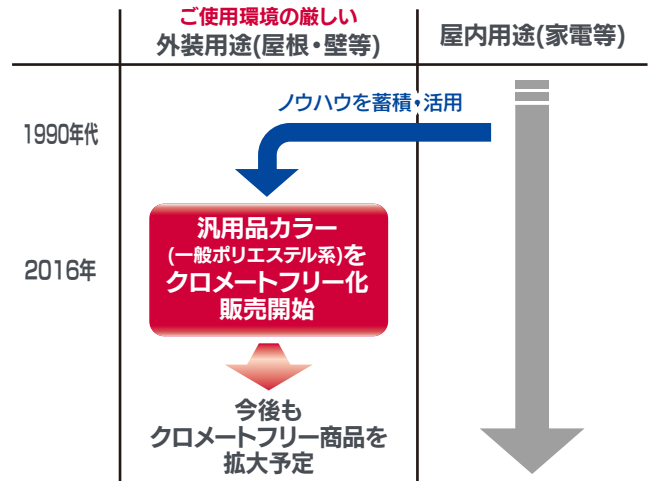 ご使用環境の厳しい
外装用途(屋根・壁等)
屋内用途(家電等)
ノウハウを蓄積・活用
1990年代
汎用品カラー
(一般ポリエステル系)を
クロメートフリー化
販売開始
2016年
今後も
クロメートフリー商品を
拡大予定